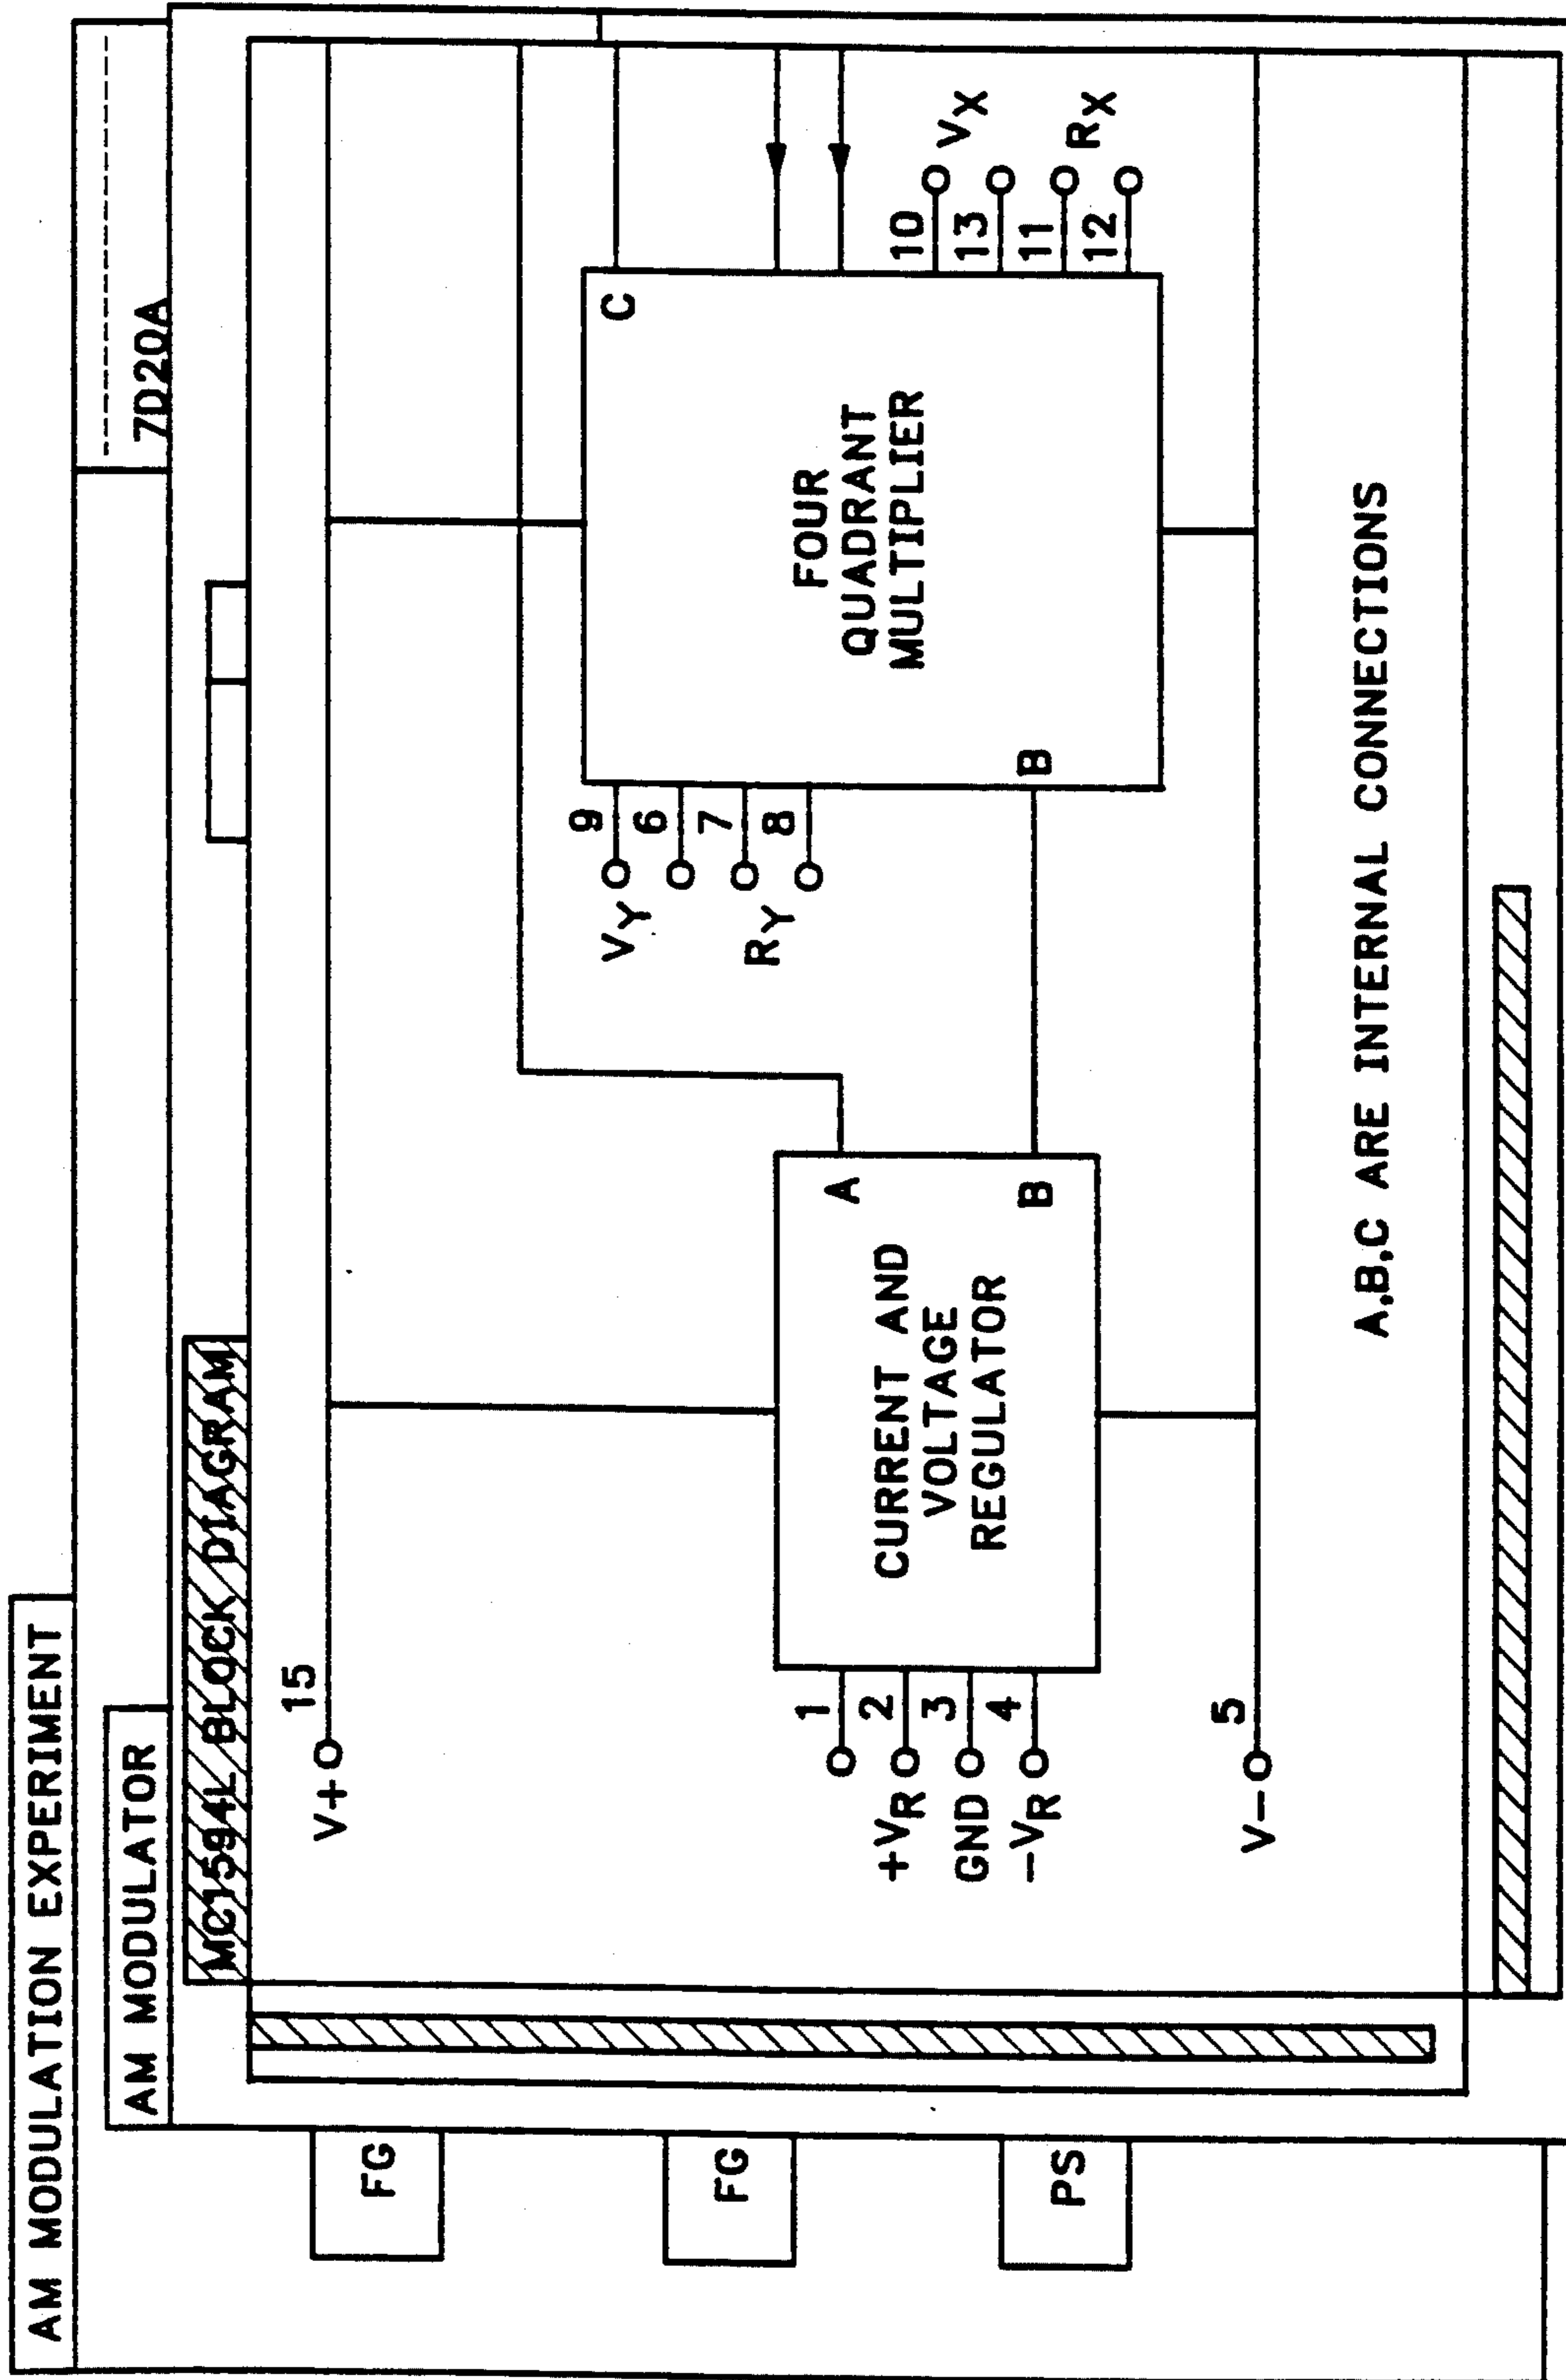 AM MODULATION EXPERIMENT
7D20A
AM MODULATOR
MC1594L BLOCK DIAGRAM
FG
FG
PS
V+
15
C
9
VY
6
7
RY
8
FOUR
QUADRANT
MULTIPLIER
10
VX
13
11
RX
12
B
1
+VR
2
GND
3
-VR
4
CURRENT AND
VOLTAGE
REGULATOR
A
B
V-
5
A,B,C ARE INTERNAL CONNECTIONS